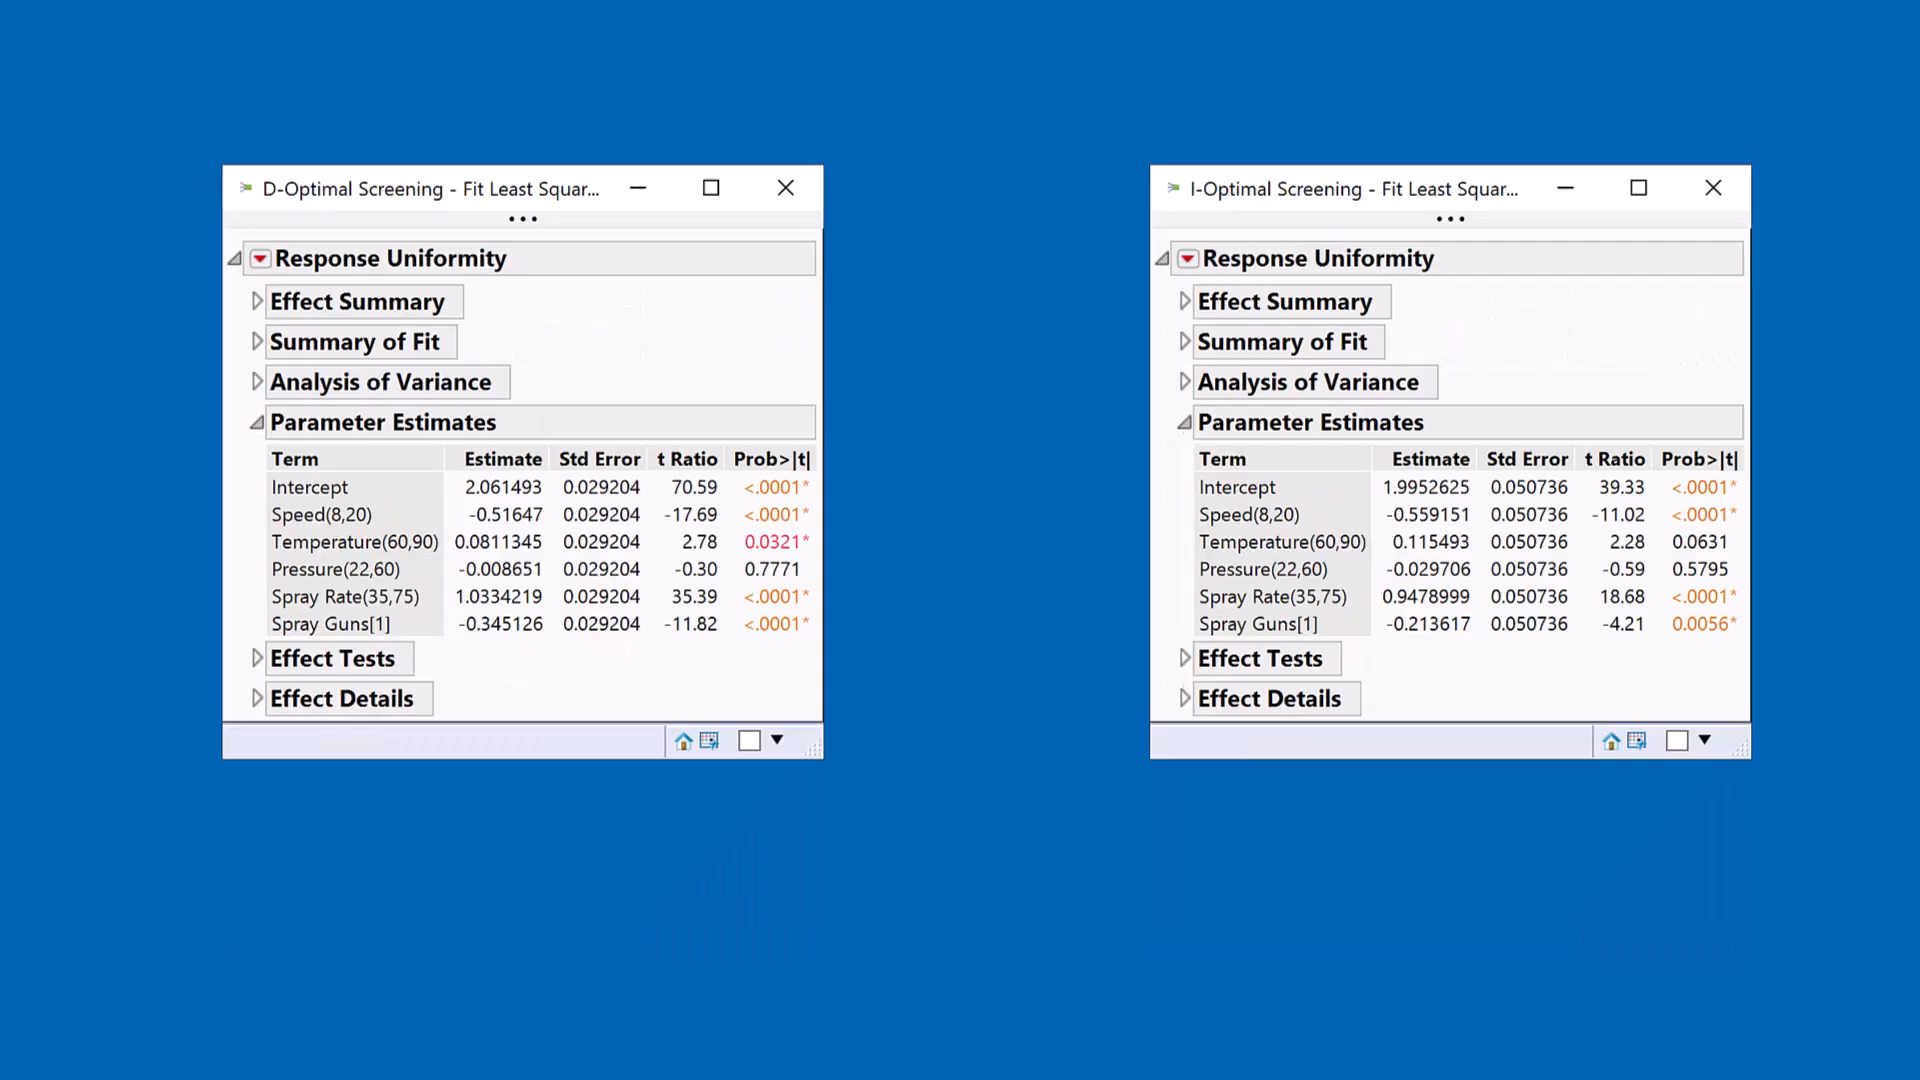 D-Optimal Screening - Fit Least Squar...
Response Uniformity
Effect Summary
Summary of Fit
Analysis of Variance
Parameter Estimates
Term Estimate Std Error t Ratio Prob>|t|
Intercept 2.061493 0.029204 70.59 <.0001*
Speed(8,20) -0.51647 0.029204 -17.69 <.0001*
Temperature(60,90) 0.0811345 0.029204 2.78 0.0321*
Pressure(22,60) -0.008651 0.029204 -0.30 0.7771
Spray Rate(35,75) 1.0334219 0.029204 35.39 <.0001*
Spray Guns[1] -0.345126 0.029204 -11.82 <.0001*
Effect Tests
Effect Details
I-Optimal Screening - Fit Least Squar...
Response Uniformity
Effect Summary
Summary of Fit
Analysis of Variance
Parameter Estimates
Term Estimate Std Error t Ratio Prob>|t|
Intercept 1.9952625 0.050736 39.33 <.0001*
Speed(8,20) -0.559151 0.050736 -11.02 <.0001*
Temperature(60,90) 0.115493 0.050736 2.28 0.0631
Pressure(22,60) -0.029706 0.050736 -0.59 0.5795
Spray Rate(35,75) 0.9478999 0.050736 18.68 <.0001*
Spray Guns[1] -0.213617 0.050736 -4.21 0.0056*
Effect Tests
Effect Details